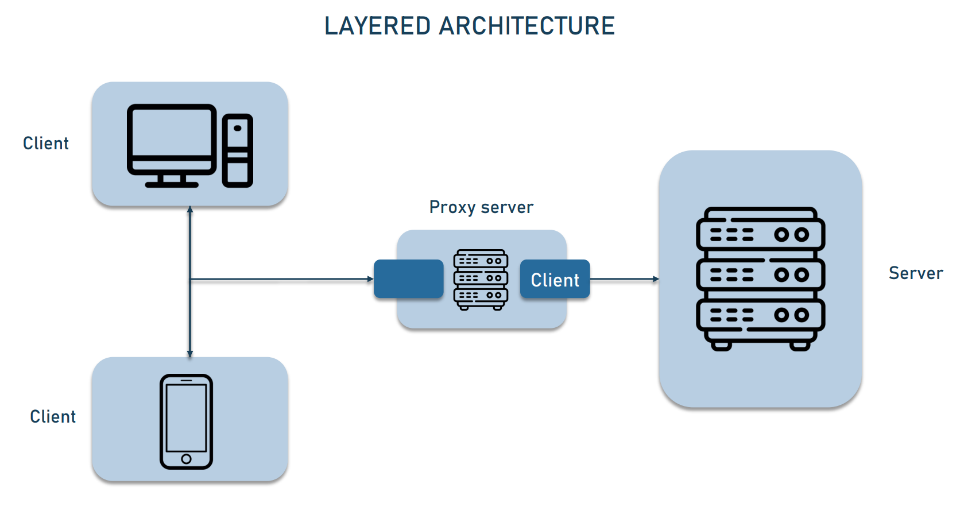 LAYERED ARCHITECTURE
Client
Proxy server
Client
Server
Client